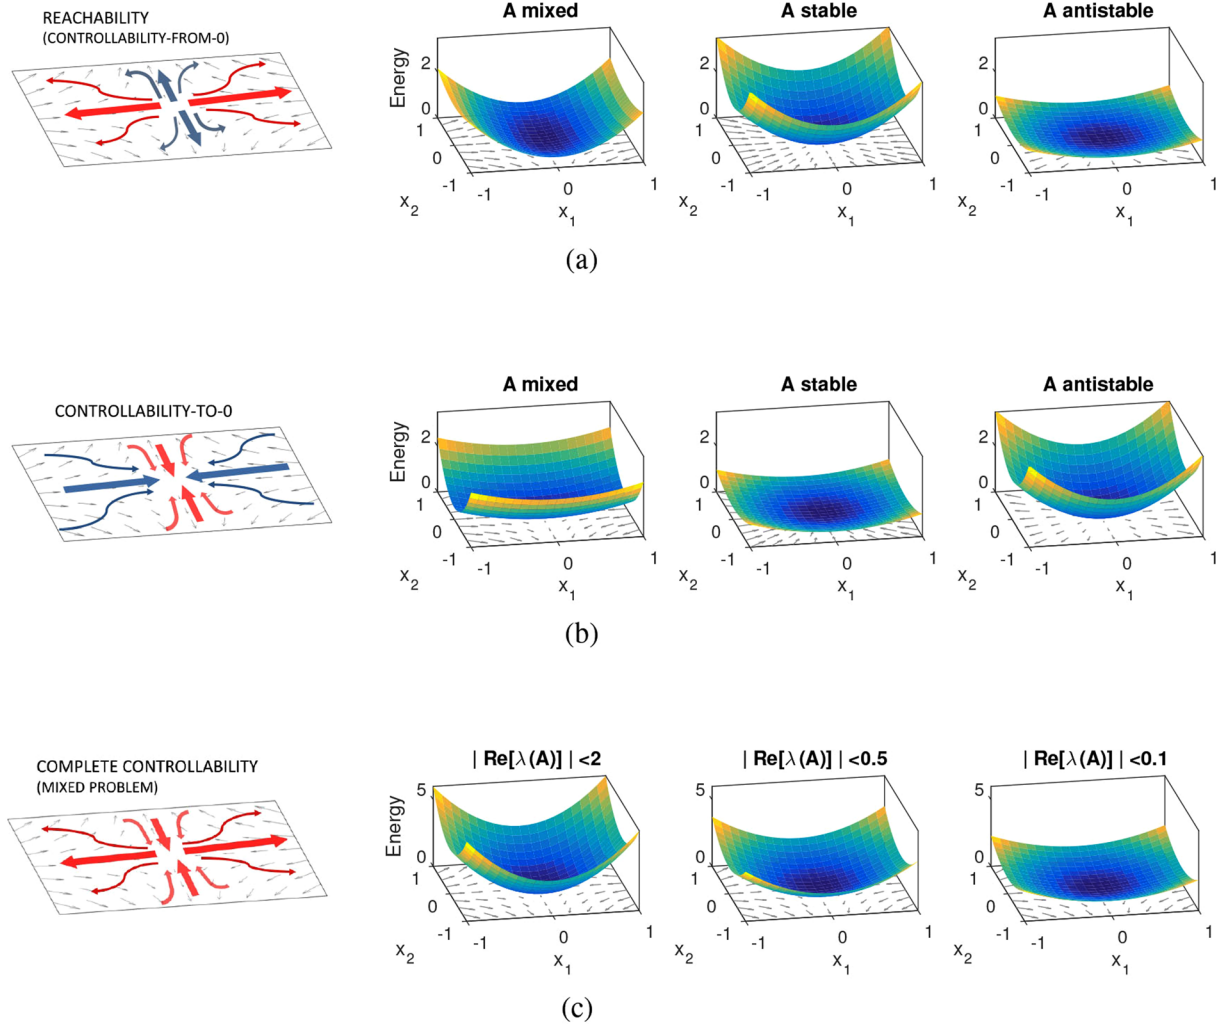 REACHABILITY
(CONTROLLABILITY-FROM-0)
A mixed
A stable
A antistable
Energy
2
0
1
0
-1
x2
-1
0
1
x1
2
0
1
0
-1
x2
-1
0
1
x1
2
0
1
0
-1
x2
-1
0
1
x1
(a)
CONTROLLABILITY-TO-0
A mixed
A stable
A antistable
Energy
2
0
1
0
-1
x2
-1
0
1
x1
2
0
1
0
-1
x2
-1
0
1
x1
2
0
1
0
-1
x2
-1
0
1
x1
(b)
COMPLETE CONTROLLABILITY
(MIXED PROBLEM)
| Re[λ(A)] | <2
| Re[λ(A)] | <0.5
| Re[λ(A)] | <0.1
Energy
5
0
1
0
-1
x2
-1
0
1
x1
5
0
1
0
-1
x2
-1
0
1
x1
5
0
1
0
-1
x2
-1
0
1
x1
(c)